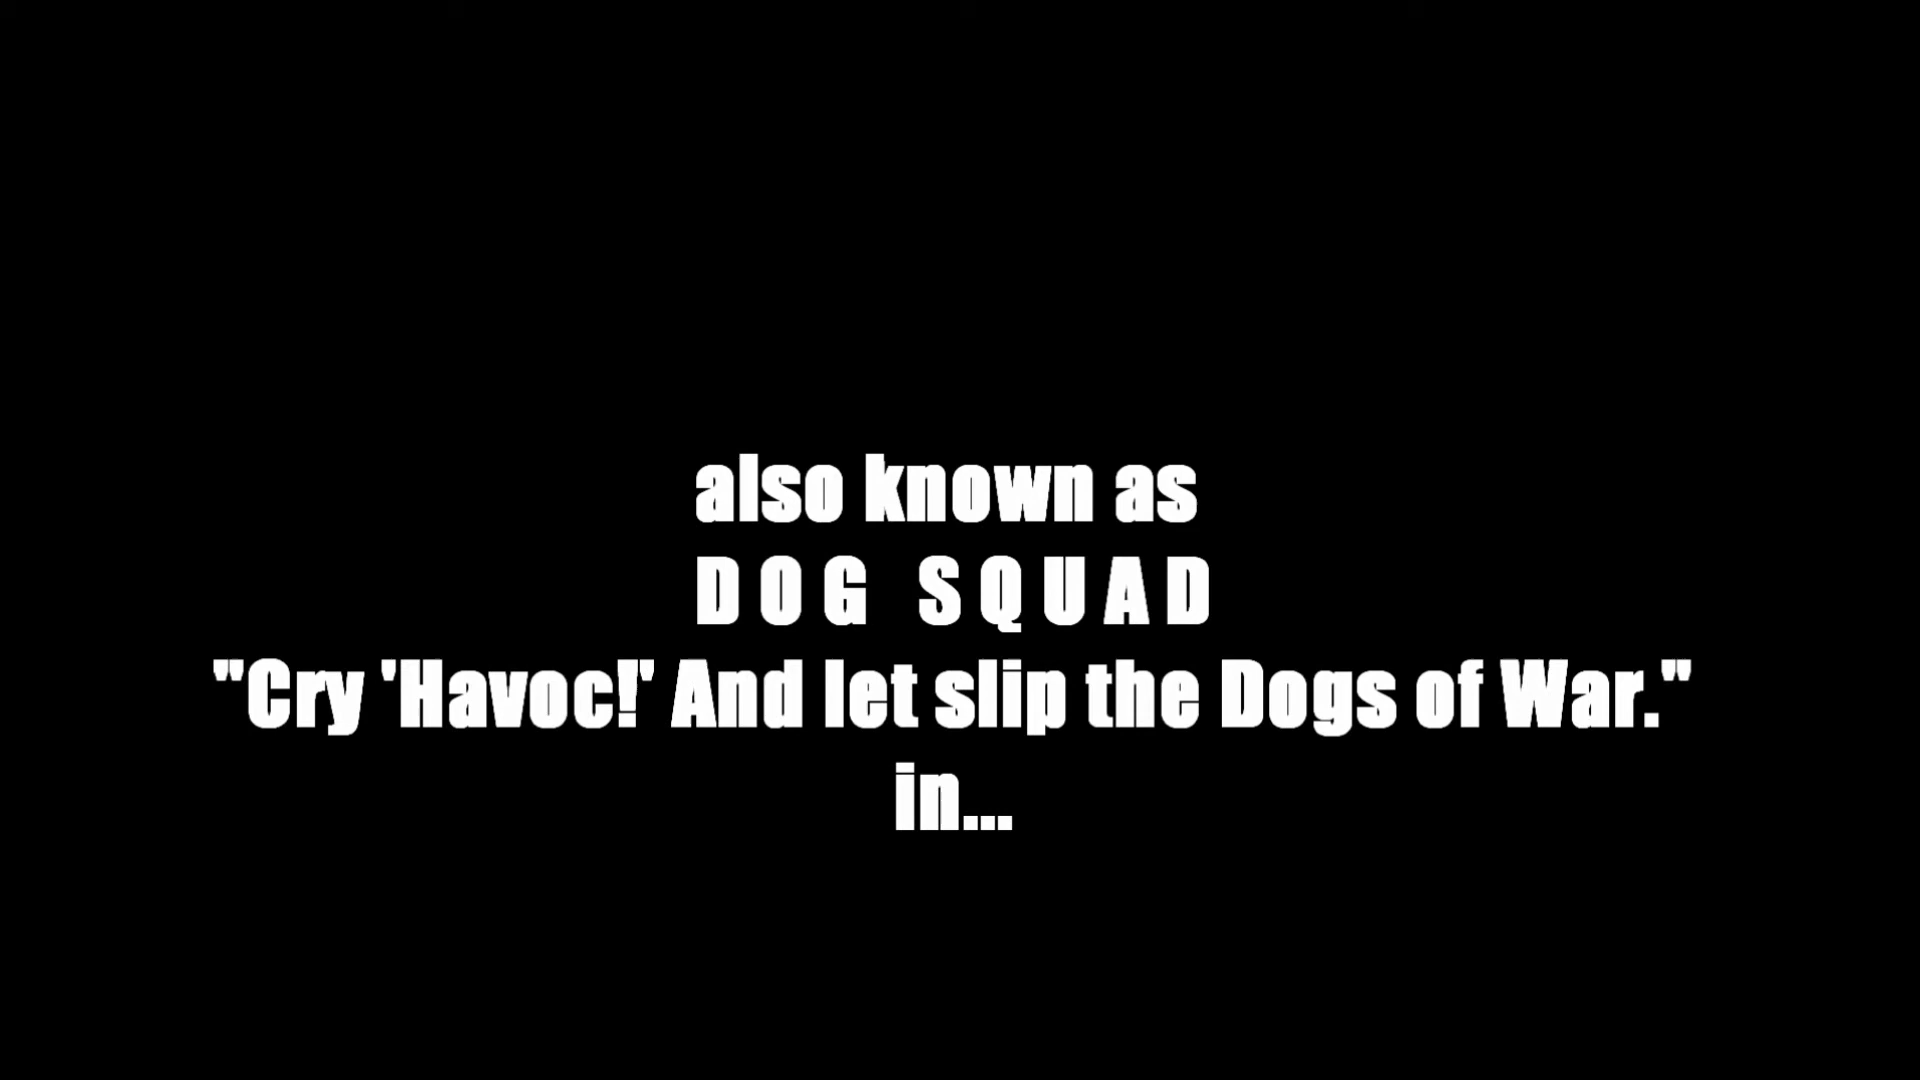 also known as
D O G  S Q U A D
"Cry 'Havoc!' And let slip the Dogs of War."
in...